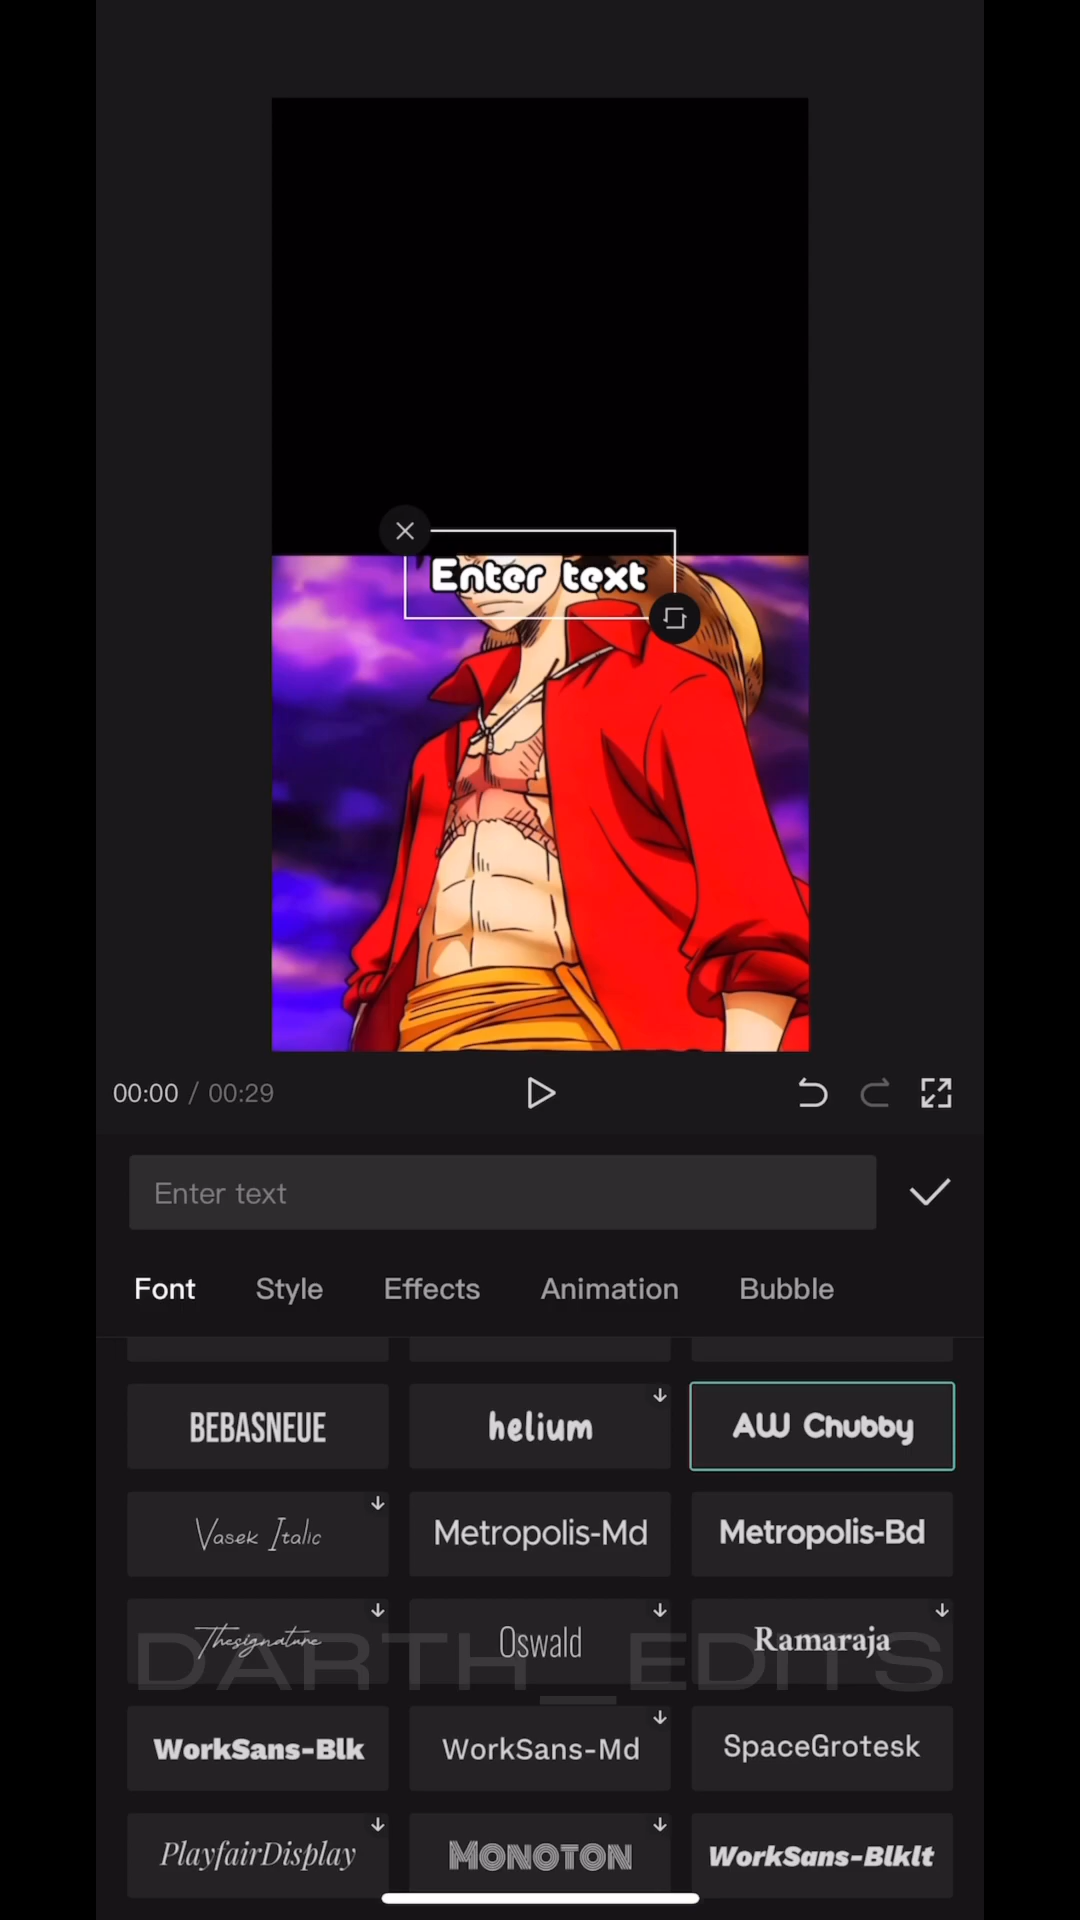 Enter text
00:00 / 00:29
Enter text
Font Style Effects Animation Bubble
BEBASNEUE helium AW Chubby
Vasek Italic Metropolis-Md Metropolis-Bd
Thesignature Oswald Ramaraja
DARTH_EDITS
WorkSans-Blk WorkSans-Md SpaceGrotesk
PlayfairDisplay MONOTON WorkSans-BlkIt